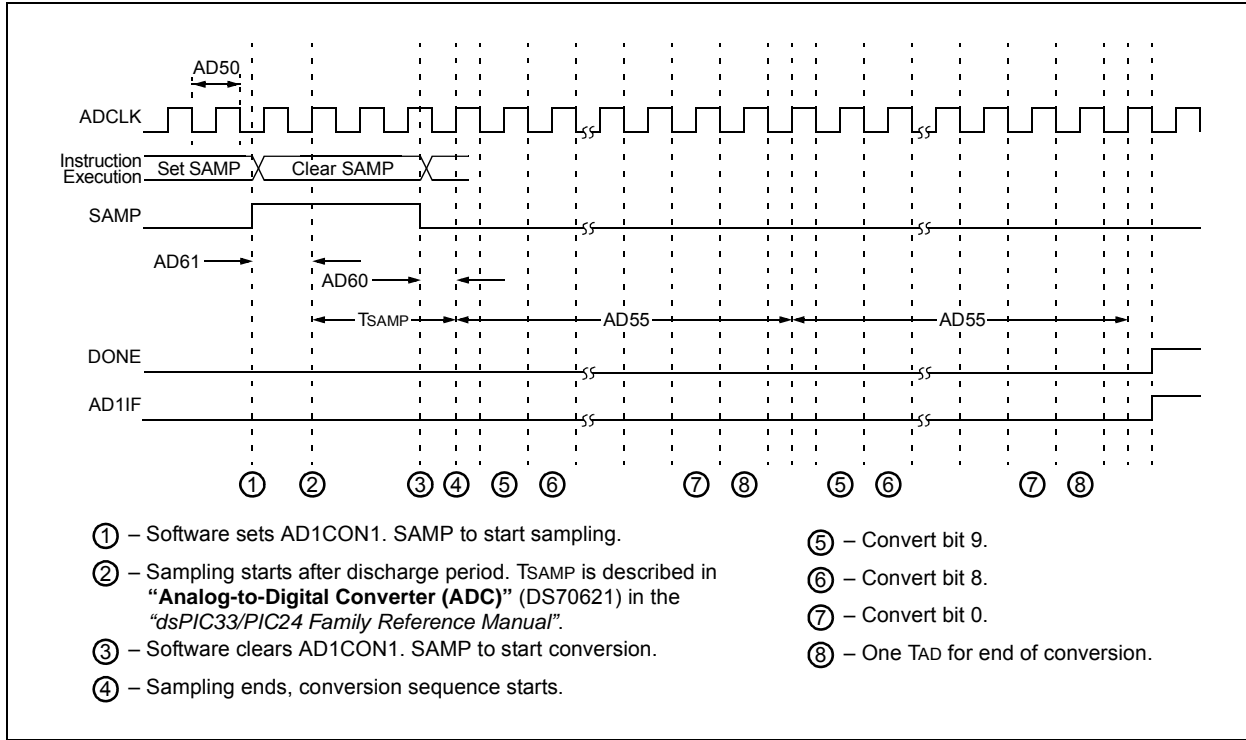 AD50
ADCLK
Instruction
Execution
Set SAMP
Clear SAMP
SAMP
AD61
AD60
TSAMP
AD55
AD55
DONE
AD1IF
1 2 3 4 5 6 7 8 5 6 7 8
1 – Software sets AD1CON1. SAMP to start sampling.
2 – Sampling starts after discharge period. TSAMP is described in
“Analog-to-Digital Converter (ADC)” (DS70621) in the
“dsPIC33/PIC24 Family Reference Manual”.
3 – Software clears AD1CON1. SAMP to start conversion.
4 – Sampling ends, conversion sequence starts.
5 – Convert bit 9.
6 – Convert bit 8.
7 – Convert bit 0.
8 – One TAD for end of conversion.